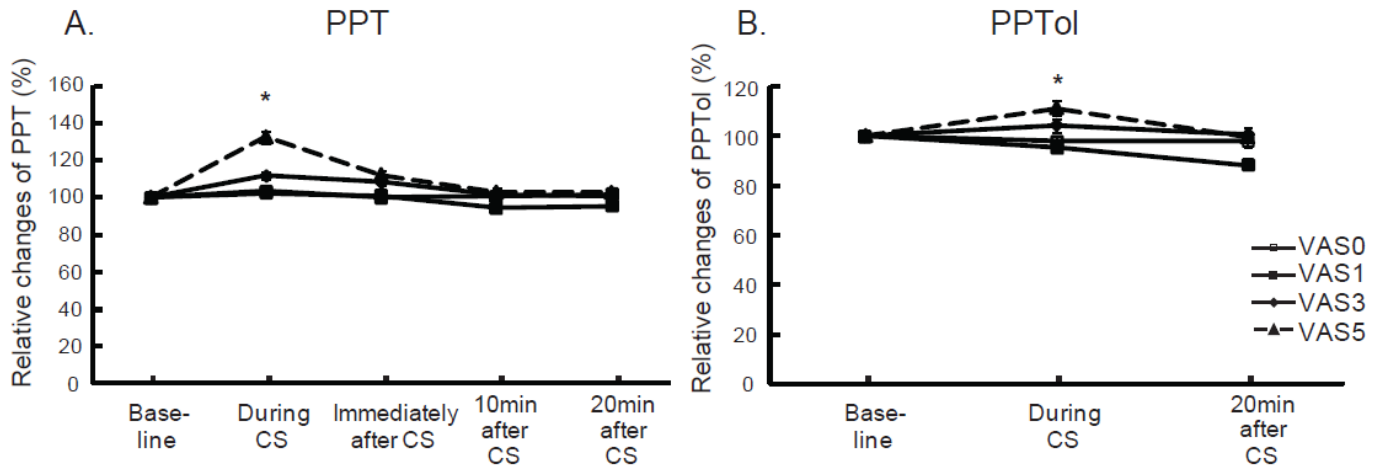 A.
PPT
Relative changes of PPT (%)
160
140
120
100
80
60
40
20
0
*
Base-
line
During
CS
Immediately
after CS
10min
after
CS
20min
after CS
B.
PPTol
Relative changes of PPTol (%)
120
100
80
60
40
20
0
*
Base-
line
During
CS
20min
after
CS
VAS0
VAS1
VAS3
VAS5